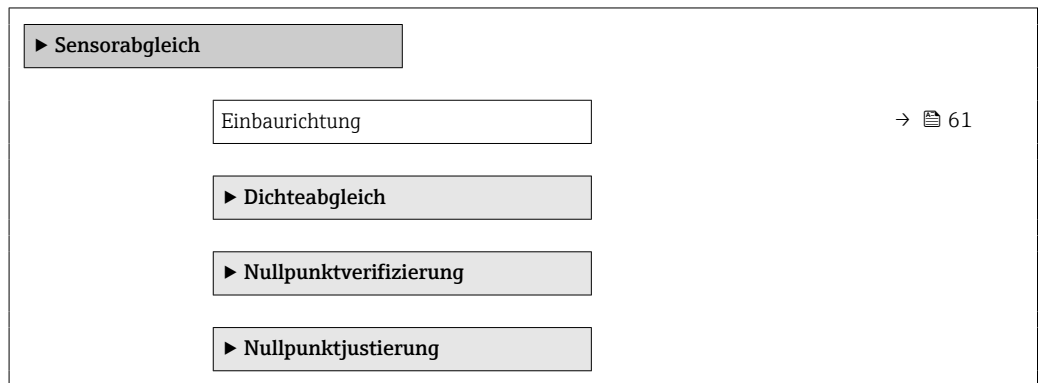 ▶ Sensorabgleich
Einbaurichtung → 61
▶ Dichteabgleich
▶ Nullpunktverifizierung
▶ Nullpunktjustierung